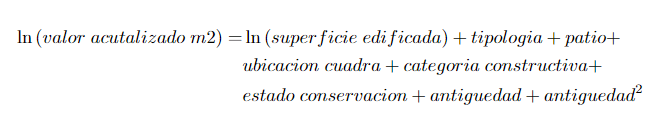 ln (valor acutalizado m2) = ln (superficie edificada) + tipologia + patio+
ubicacion cuadra + categoria constructiva+
estado conservacion + antiguedad + antiguedad²